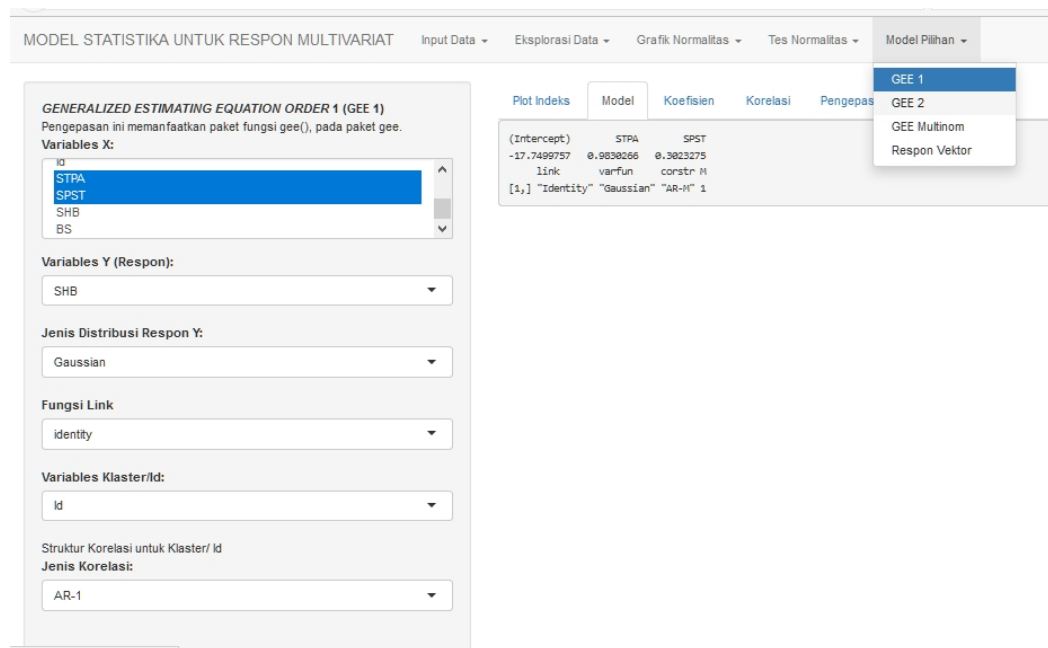 MODEL STATISTIKA UNTUK RESPON MULTIVARIAT
Input Data
Eksplorasi Data
Grafik Normalitas
Tes Normalitas
Model Pilihan
GEE 1
GEE 2
GEE Multinom
Respon Vektor
GENERALIZED ESTIMATING EQUATION ORDER 1 (GEE 1)
Pengepasan ini memanfaatkan paket fungsi gee(), pada paket gee.
Variables X:
Id
STPA
SPST
SHB
BS
Variables Y (Respon):
SHB
Jenis Distribusi Respon Y:
Gaussian
Fungsi Link
identity
Variables Klaster/Id:
Id
Struktur Korelasi untuk Klaster/ Id
Jenis Korelasi:
AR-1
Plot Indeks
Model
Koefisien
Korelasi
Pengepas
(Intercept) STPA SPST
-17.7499757 0.9830266 0.3023275
link varfun corstr M
[1,] "Identity" "Gaussian" "AR-M" 1